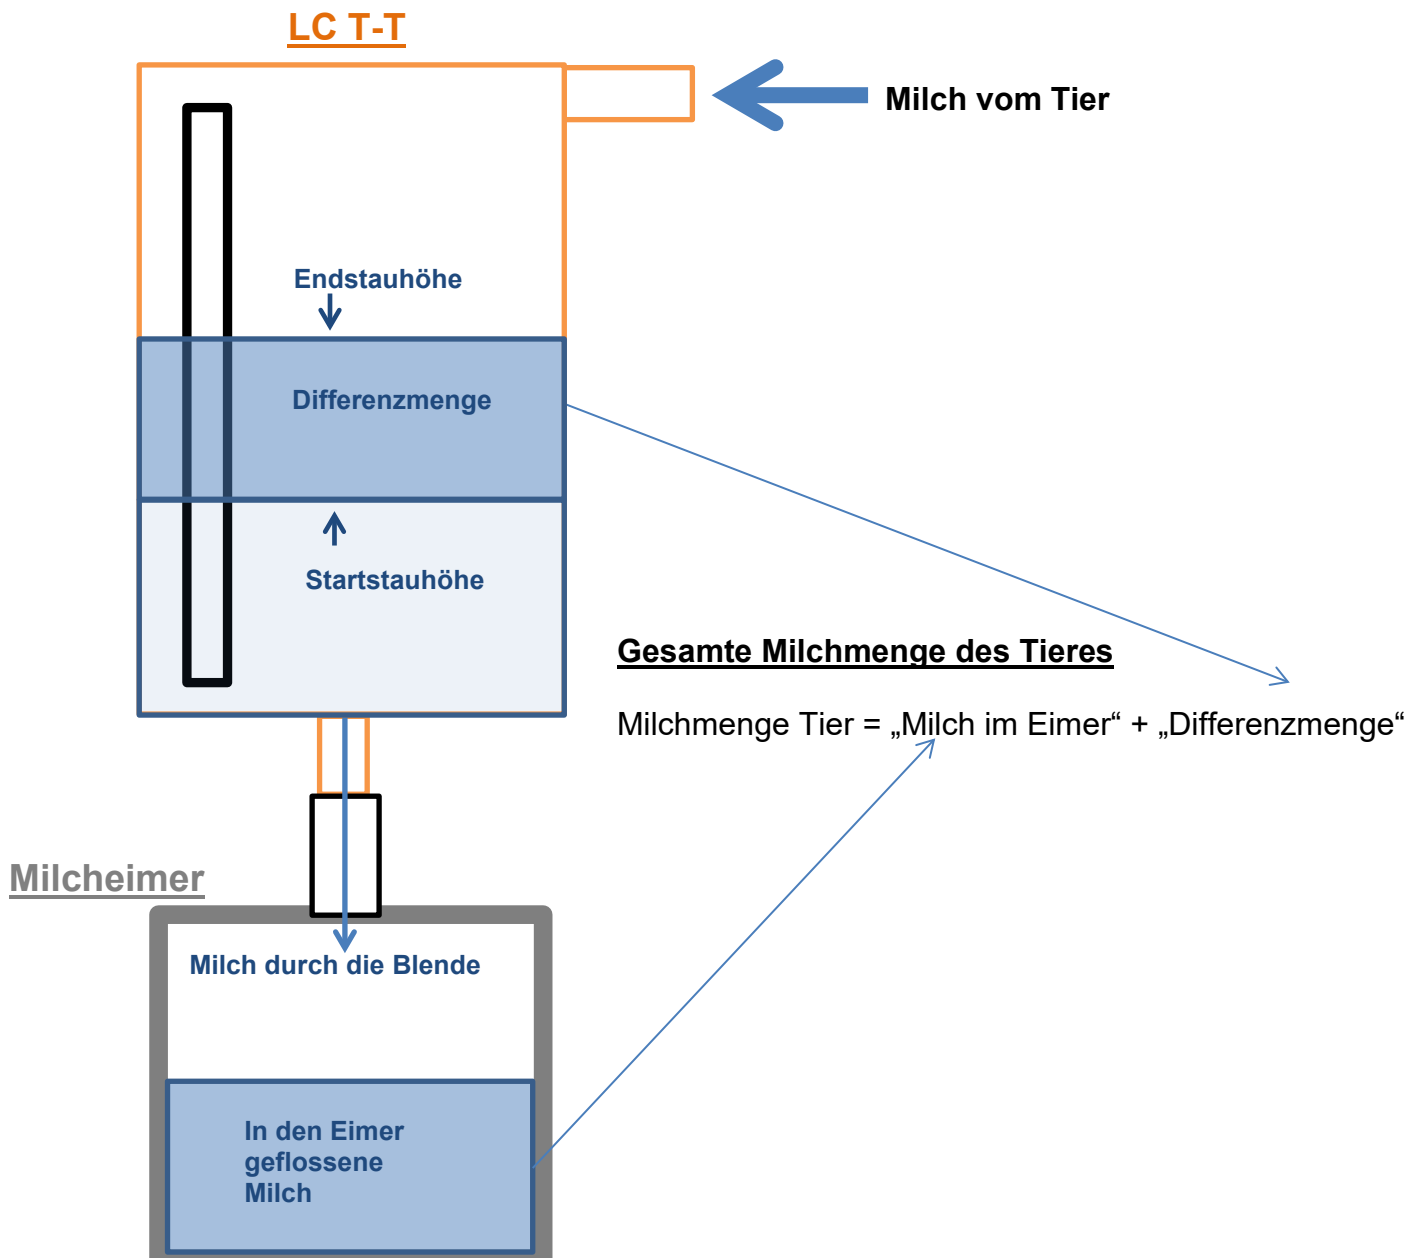 LC T-T
Milch vom Tier
Endstauhöhe
Differenzmenge
Startstauhöhe
Gesamte Milchmenge des Tieres
Milchmenge Tier = „Milch im Eimer“ + „Differenzmenge“
Milcheimer
Milch durch die Blende
In den Eimer
geflossene
Milch